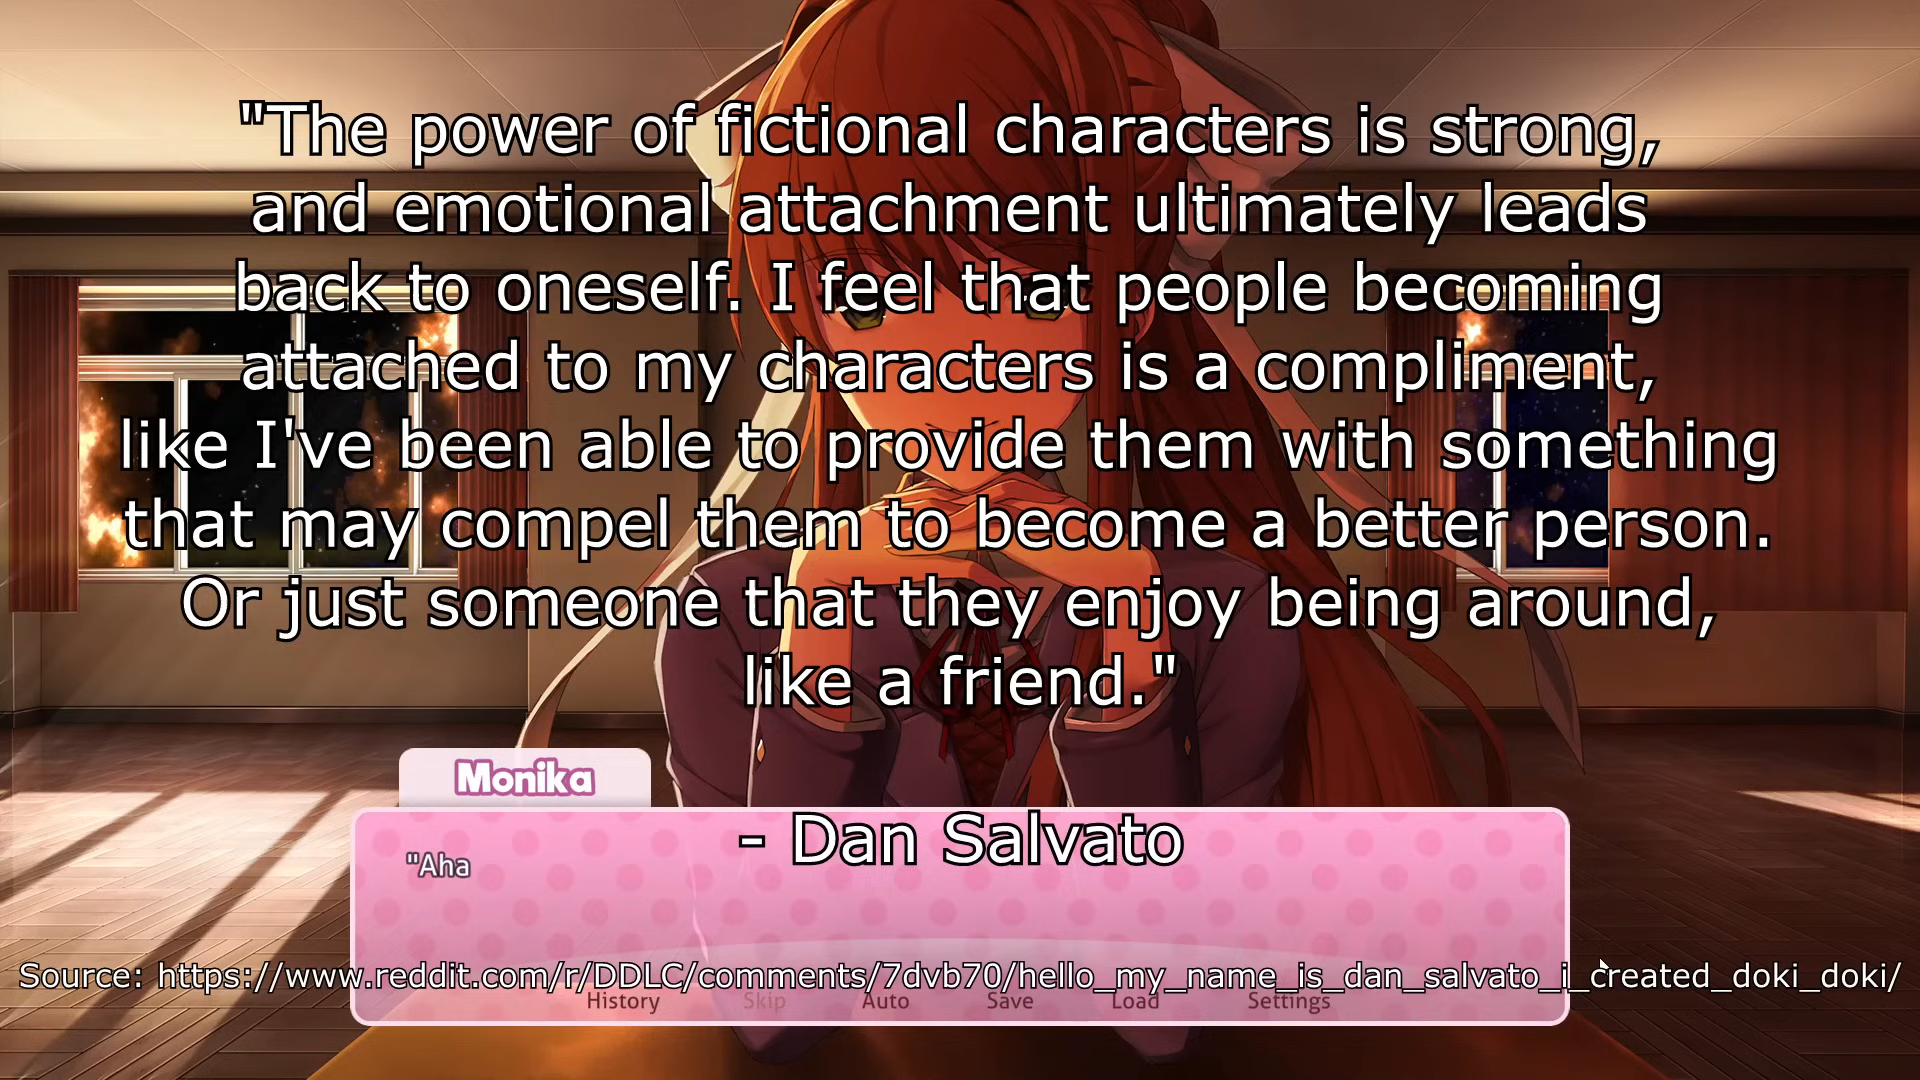 "The power of fictional characters is strong,
and emotional attachment ultimately leads
back to oneself. I feel that people becoming
attached to my characters is a compliment,
like I've been able to provide them with something
that may compel them to become a better person.
Or just someone that they enjoy being around,
like a friend."
Monika
- Dan Salvato
"Aha
Source: https://www.reddit.com/r/DDLC/comments/7dvb70/hello_my_name_is_dan_salvato_i_created_doki_doki/
History Skip Auto Save Load Settings